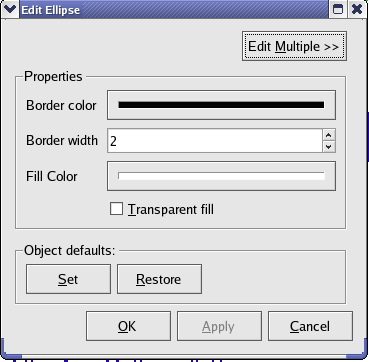 Edit Ellipse
Edit Multiple >>
Properties
Border color
Border width 2
Fill Color
Transparent fill
Object defaults:
Set Restore
OK Apply Cancel